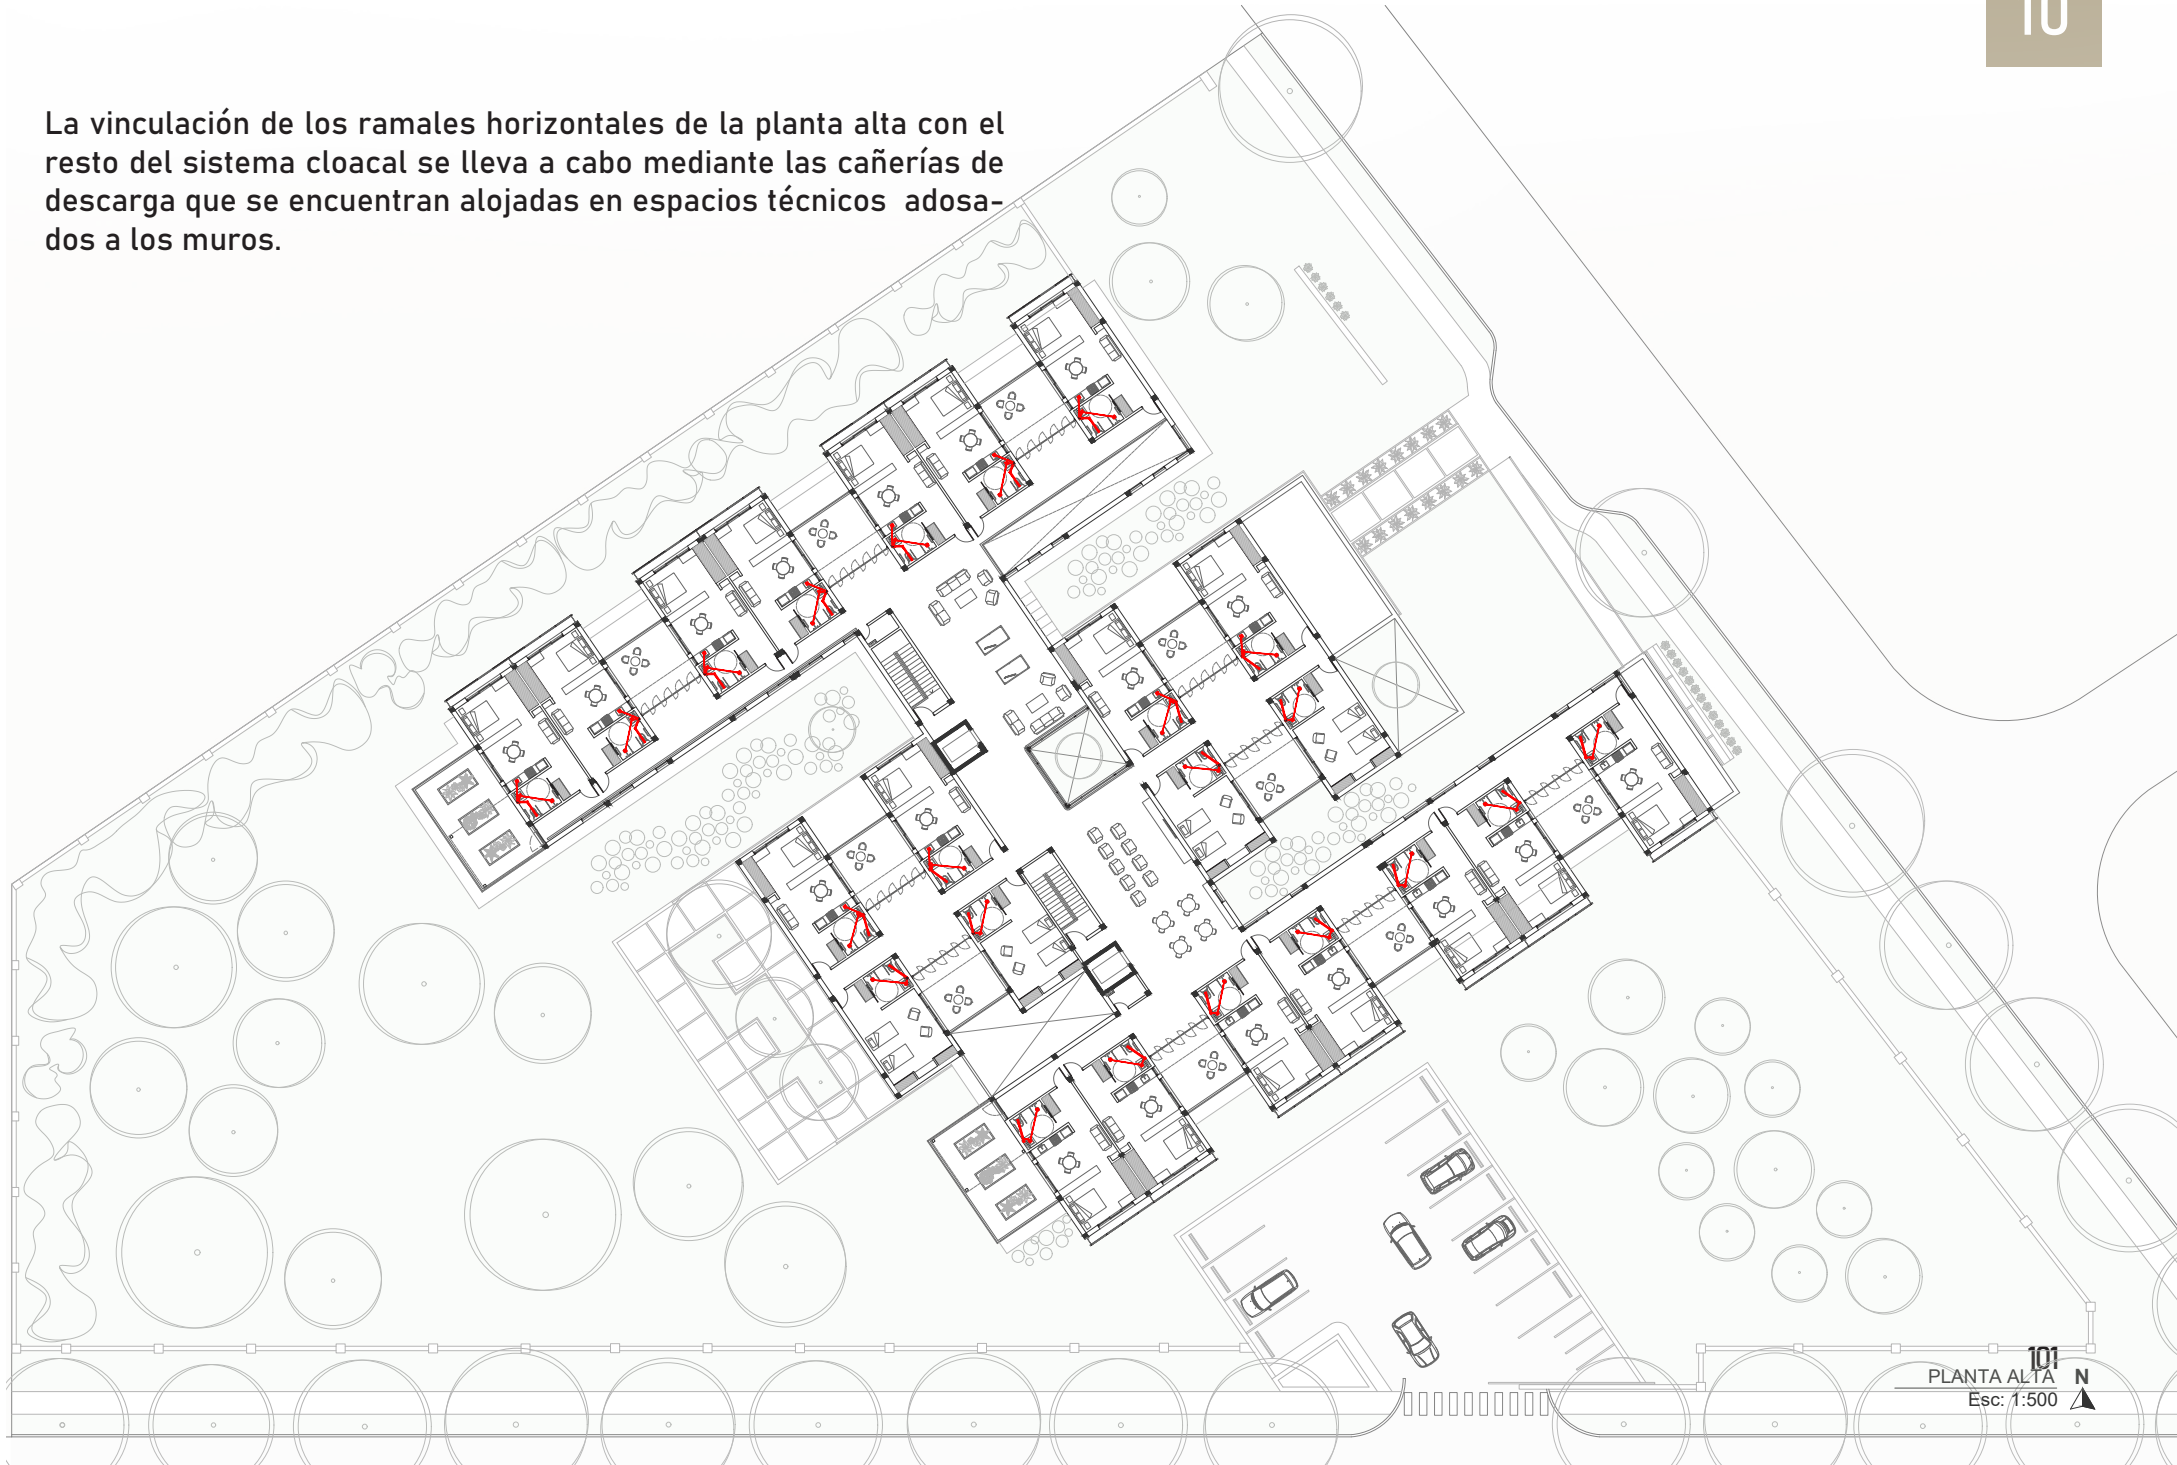 10
La vinculación de los ramales horizontales de la planta alta con el
resto del sistema cloacal se lleva a cabo mediante las cañerías de
descarga que se encuentran alojadas en espacios técnicos adosa-
dos a los muros.
101
PLANTA ALTA N
Esc: 1:500